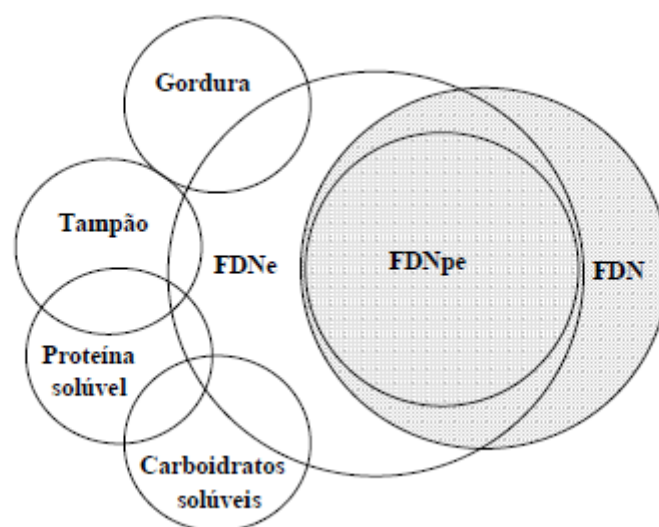 Gordura
Tampão
FDNe
FDNpe
FDN
Proteína
solúvel
Carboidratos
solúveis